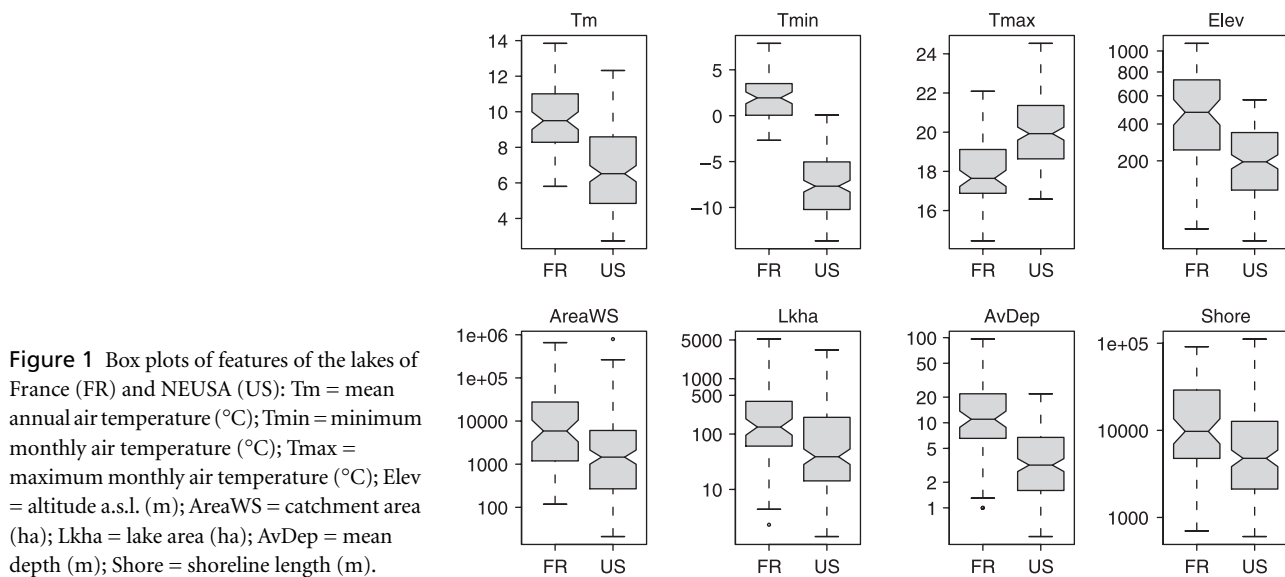 Tm
14
12
10
8
6
4
FR US
Tmin
5
0
−5
−10
FR US
Tmax
24
22
20
18
16
FR US
Elev
1000
800
600
400
200
FR US
AreaWS
1e+06
1e+05
10000
1000
100
FR US
Lkha
5000
1000
500
100
10
FR US
AvDep
100
50
20
10
5
2
1
FR US
Shore
1e+05
10000
1000
FR US
Figure 1 Box plots of features of the lakes of
France (FR) and NEUSA (US): Tm = mean
annual air temperature (°C); Tmin = minimum
monthly air temperature (°C); Tmax =
maximum monthly air temperature (°C); Elev
= altitude a.s.l. (m); AreaWS = catchment area
(ha); Lkha = lake area (ha); AvDep = mean
depth (m); Shore = shoreline length (m).